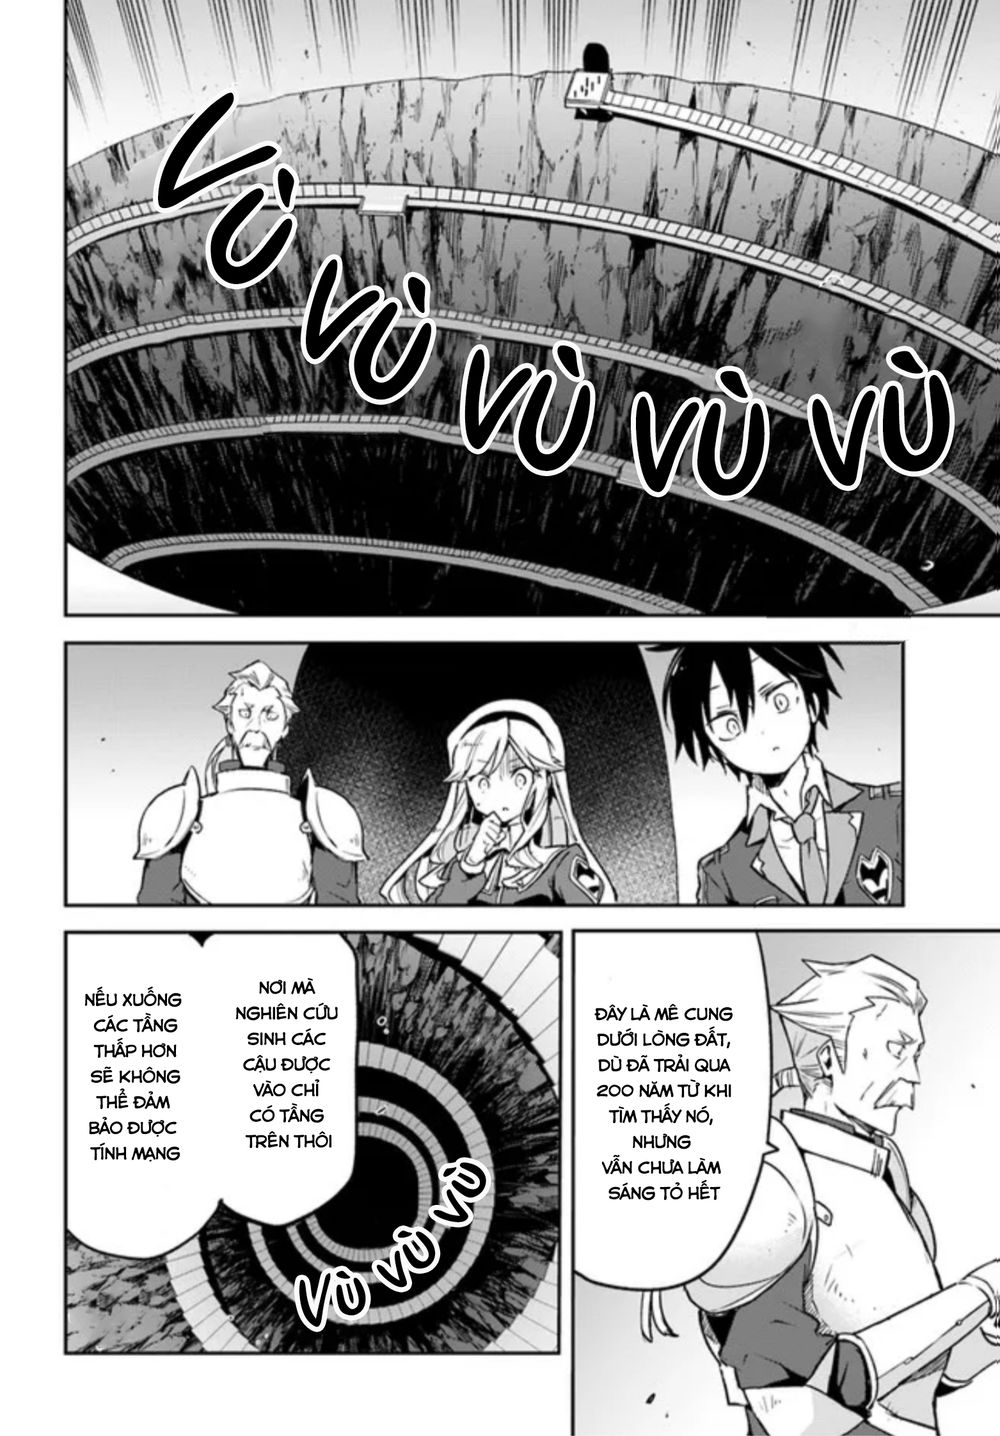 VÙ
VÙ
VÙ
VÙ
VÙ
ĐÂY LÀ MÊ CUNG
DƯỚI LÒNG ĐẤT,
DÙ ĐÃ TRẢI QUA
200 NĂM TỪ KHI
TÌM THẤY NÓ,
NHƯNG
VẪN CHƯA LÀM
SÁNG TỎ HẾT
NƠI MÀ
NGHIÊN CỨU
SINH CÁC
CẬU ĐƯỢC
VÀO CHỈ
CÓ TẦNG
TRÊN THÔI
NẾU XUỐNG
CÁC TẦNG
THẤP HƠN
SẼ KHÔNG
THỂ ĐẢM
BẢO ĐƯỢC
TÍNH MẠNG
VÙ VÙ VÙ